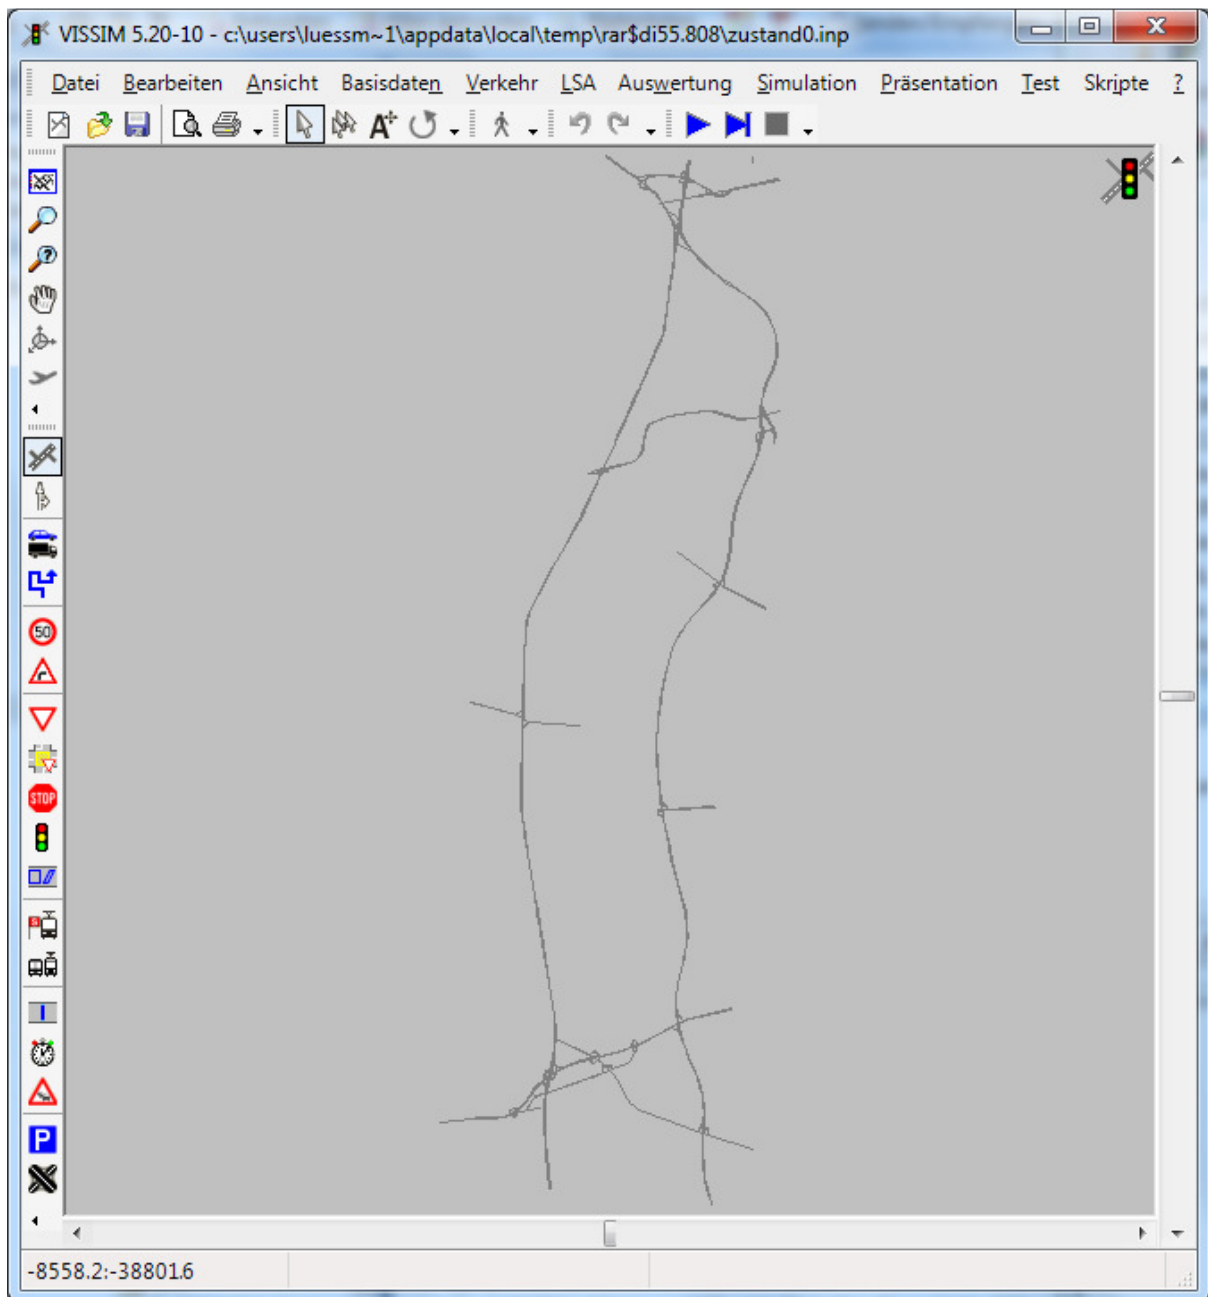 VISSIM 5.20-10 - c:\users\luessm~1\appdata\local\temp\rar$di55.808\zustand0.inp
Datei Bearbeiten Ansicht Basisdaten Verkehr LSA Auswertung Simulation Präsentation Test Skripte ?
A
50
STOP
P
-8558.2:-38801.6